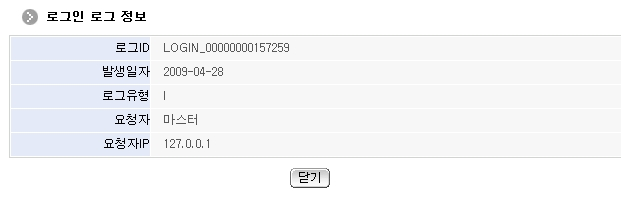 로그인 로그 정보
로그ID LOGIN_00000000157259
발생일자 2009-04-28
로그유형 I
요청자 마스터
요청자IP 127.0.0.1
닫기